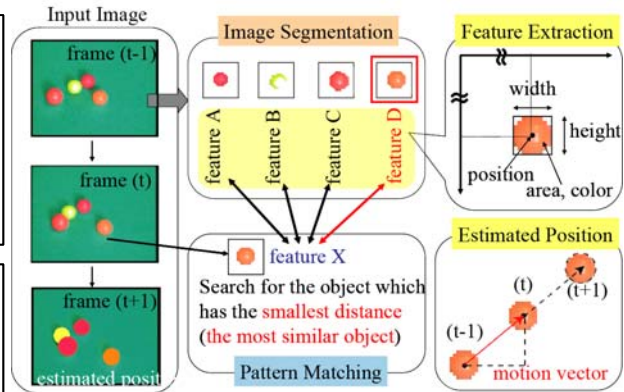 Input Image
frame (t-1)
frame (t)
frame (t+1)
estimated positi
Image Segmentation
feature A
feature B
feature C
feature D
feature X
Search for the object which
has the smallest distance
(the most similar object)
Pattern Matching
Feature Extraction
width
height
position
area, color
Estimated Position
(t-1)
(t)
(t+1)
motion vector